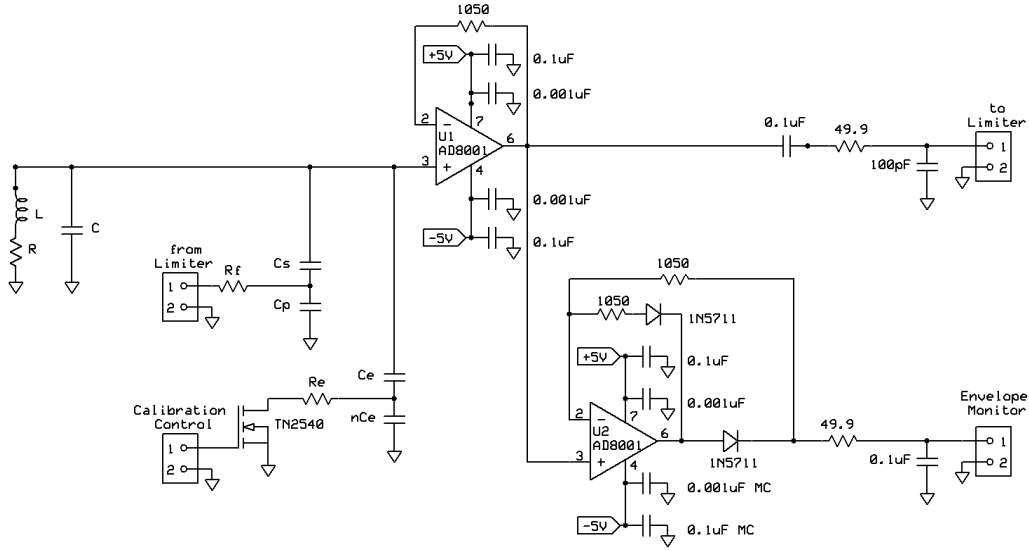 1050
+5V
0.1uF
0.001uF
2
7
U1
AD8001
6
3
4
0.001uF
-5V
0.1uF
0.1uF
49.9
100pF
to
Limiter
1
2
L
R
C
from
Limiter
1
2
Rf
Cs
Cp
Calibration
Control
1
2
TN2540
Re
Ce
nCe
1050
1050
1N5711
+5V
0.1uF
0.001uF
2
7
U2
AD8001
6
3
4
1N5711
0.001uF MC
-5V
0.1uF MC
49.9
0.1uF
Envelope
Monitor
1
2